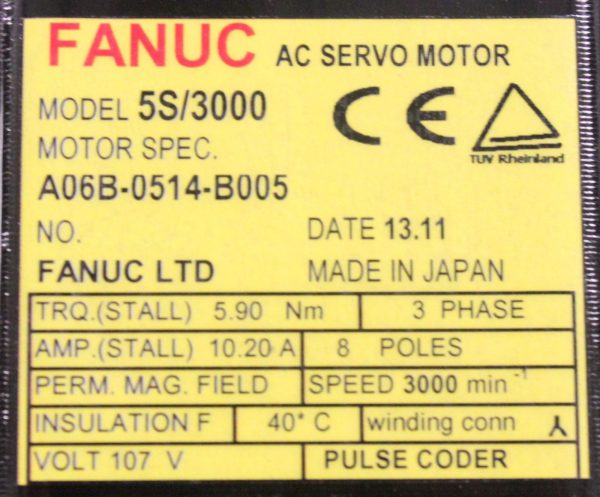 FANUC AC SERVO MOTOR
MODEL 5S/3000
CE
MOTOR SPEC.
TUV Rheinland
A06B-0514-B005
NO. DATE 13.11
FANUC LTD MADE IN JAPAN
TRQ.(STALL) 5.90 Nm 3 PHASE
AMP.(STALL) 10.20 A 8 POLES
PERM. MAG. FIELD SPEED 3000 min -1
INSULATION F 40° C winding conn
VOLT 107 V PULSE CODER